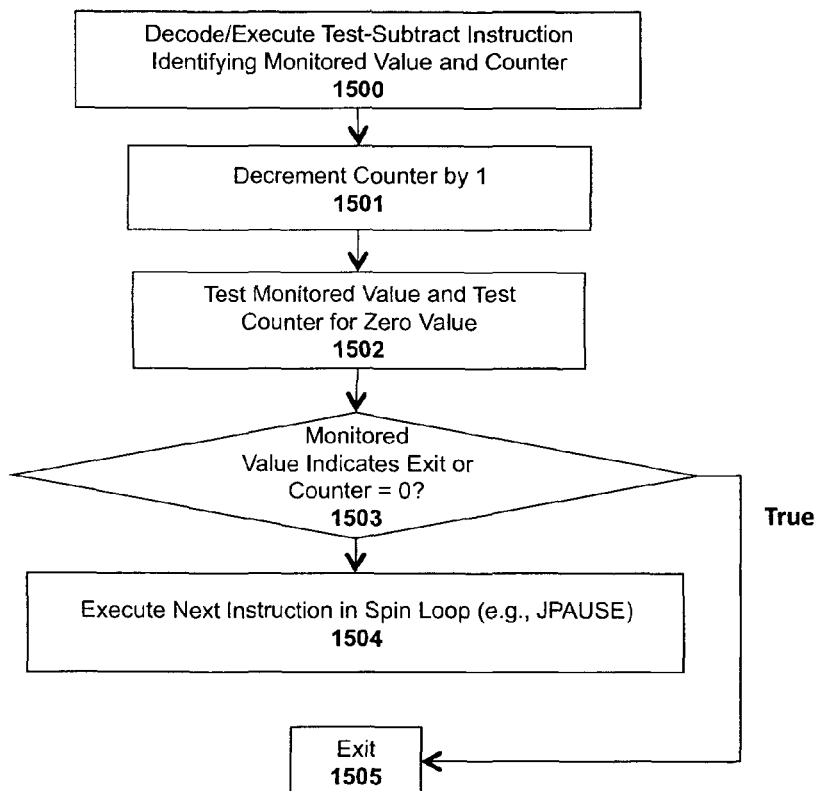 Decode/Execute Test-Subtract Instruction
Identifying Monitored Value and Counter
1500
Decrement Counter by 1
1501
Test Monitored Value and Test
Counter for Zero Value
1502
Monitored
Value Indicates Exit or
Counter = 0?
1503
True
Execute Next Instruction in Spin Loop (e.g., JPAUSE)
1504
Exit
1505